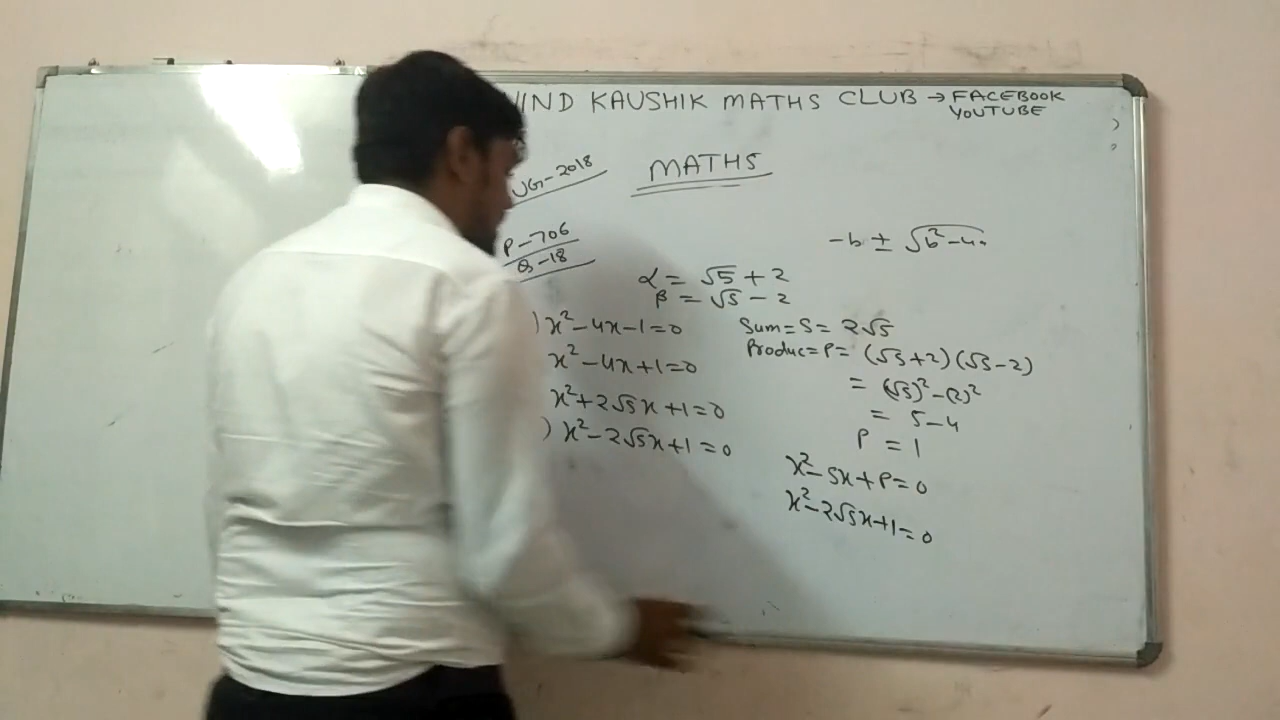 KAUSHIK MATHS CLUB → FACEBOOK
YOUTUBE
UG-2018
MATHS
P-706
Q-18
-b ± √b²-4
α = √5 + 2
β = √5 - 2
) x²-4x-1=0
x²-4x+1=0
x²+2√5x+1=0
) x²-2√5x+1=0
Sum=S= 2√5
Produc=P= (√5+2)(√5-2)
= (√5)²-(2)²
= 5-4
P = 1
x²-Sx+P=0
x²-2√5x+1=0